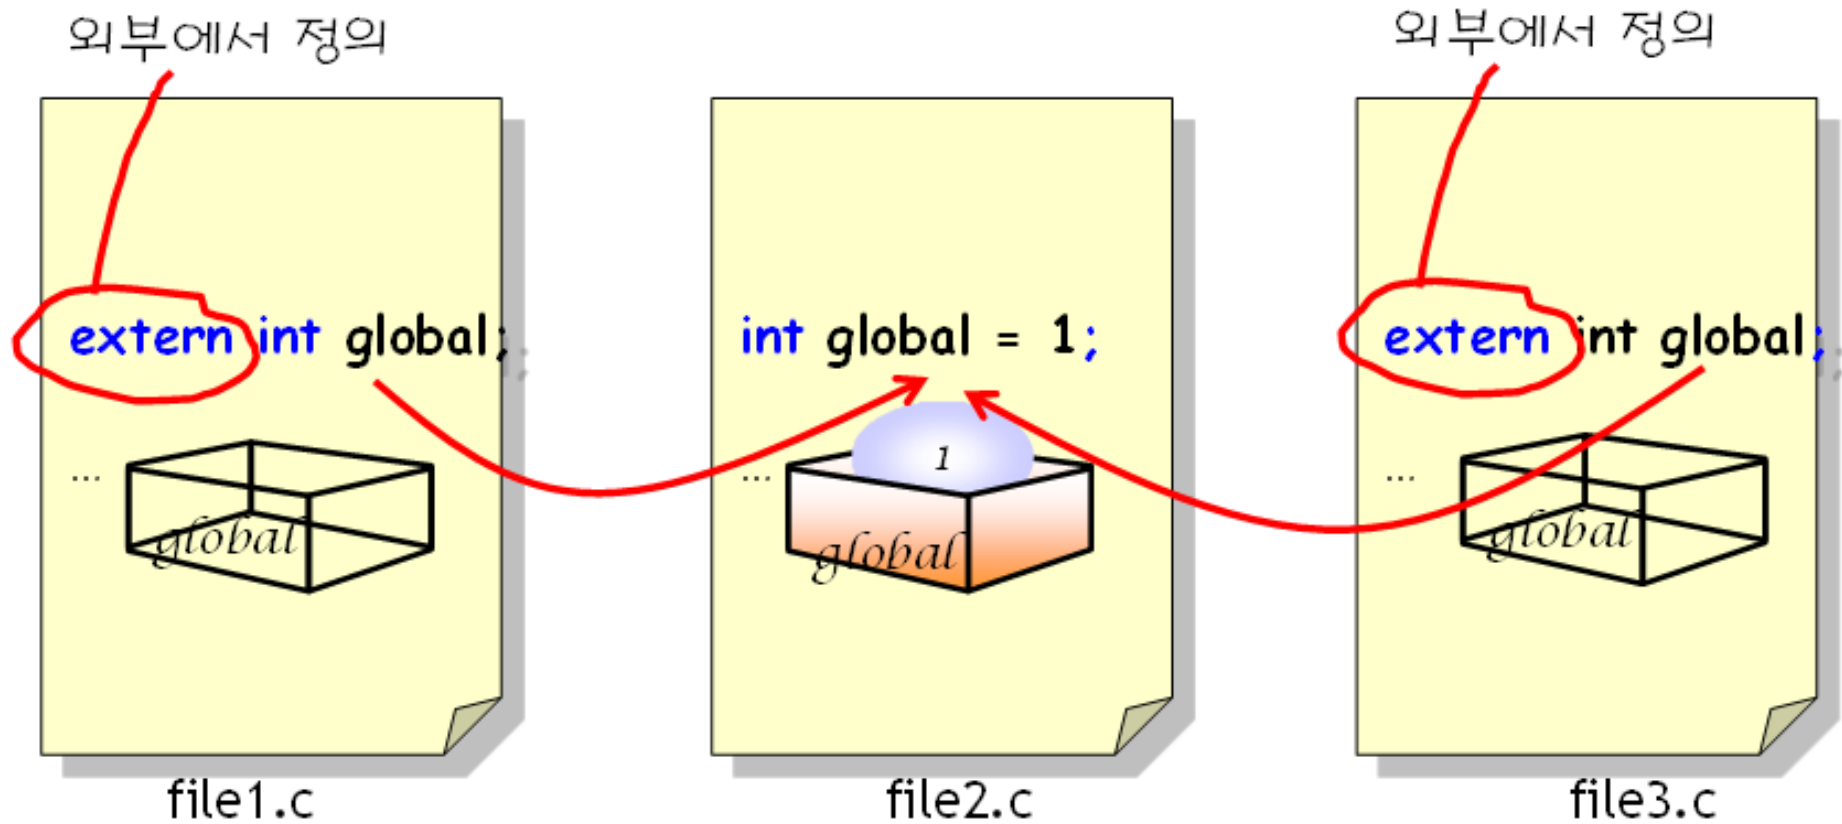 외부에서 정의
외부에서 정의
extern int global;
int global = 1;
extern int global;
...
global
...
1
global
...
global
file1.c
file2.c
file3.c